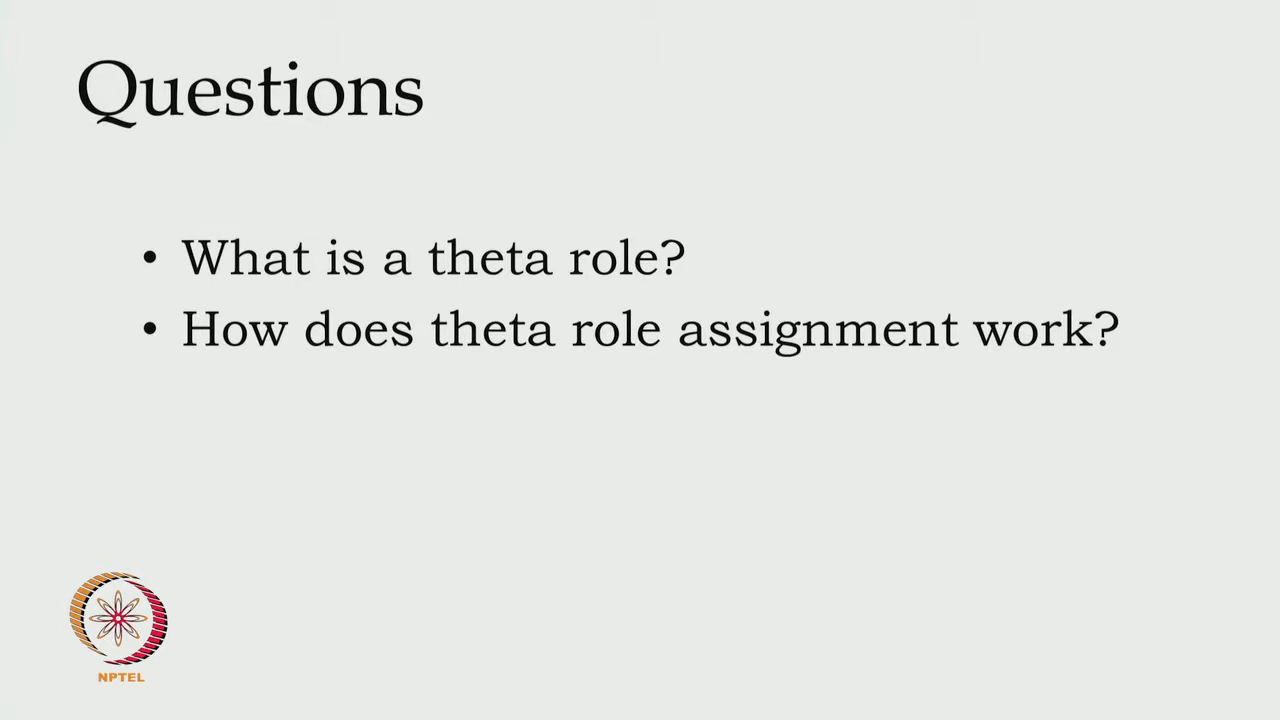 Questions
• What is a theta role?
• How does theta role assignment work?
NPTEL